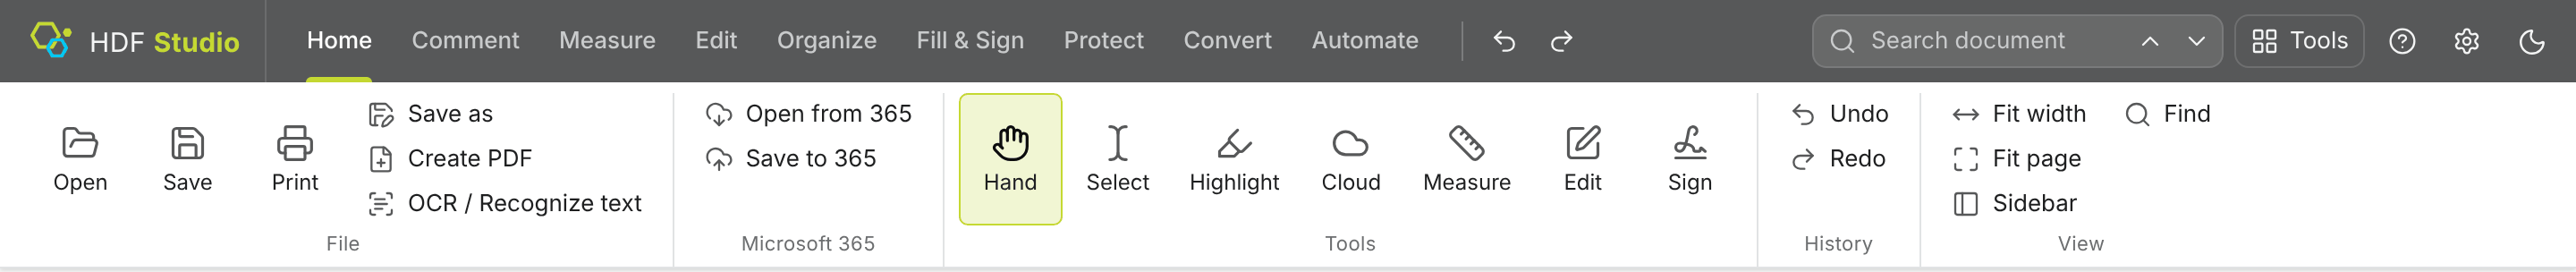 HDF Studio
Home Comment Measure Edit Organize Fill & Sign Protect Convert Automate
Search document
Tools
Open Save Print
Save as
Create PDF
OCR / Recognize text
File
Open from 365
Save to 365
Microsoft 365
Hand Select Highlight Cloud Measure Edit Sign
Tools
Undo
Redo
History
Fit width Find
Fit page
Sidebar
View